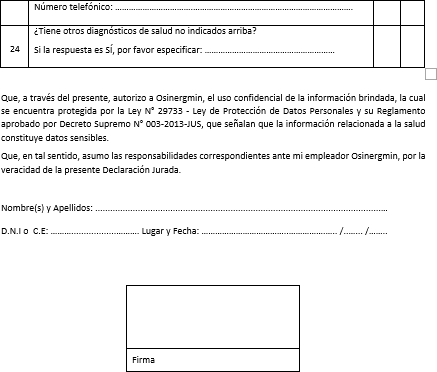 Número telefónico: ...............................................................................................
¿Tiene otros diagnósticos de salud no indicados arriba?
24
Si la respuesta es SÍ, por favor especificar: .....................................................
Que, a través del presente, autorizo a Osinergmin, el uso confidencial de la información brindada, la cual
se encuentra protegida por la Ley N° 29733 - Ley de Protección de Datos Personales y su Reglamento
aprobado por Decreto Supremo N° 003-2013-JUS, que señalan que la información relacionada a la salud
constituye datos sensibles.
Que, en tal sentido, asumo las responsabilidades correspondientes ante mi empleador Osinergmin, por la
veracidad de la presente Declaración Jurada.
Nombre(s) y Apellidos: .......................................................................................................................
D.N.I o C.E: .................................... Lugar y Fecha: ....................................................... /........ /........
Firma